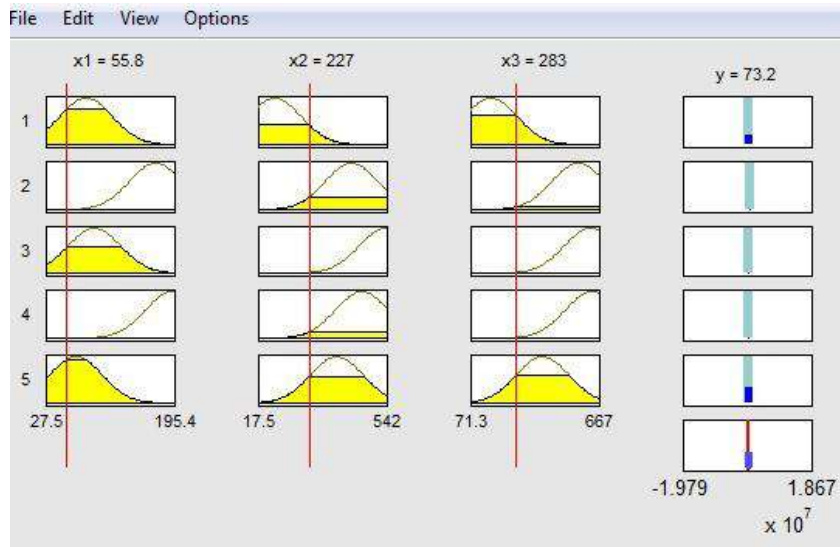 File Edit View Options
x1 = 55.8 x2 = 227 x3 = 283 y = 73.2
1
2
3
4
5
27.5 195.4 17.5 542 71.3 667
-1.979 1.867
x 10^7